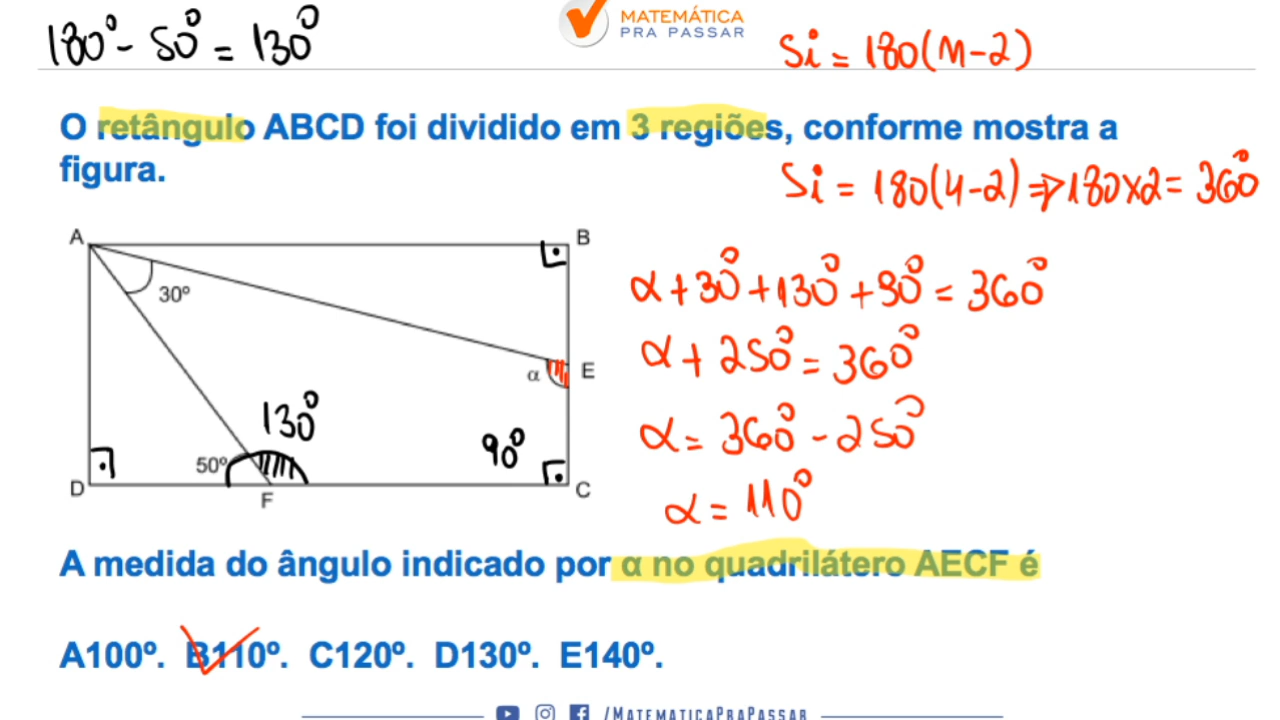 180° - 50° = 130°
MATEMÁTICA
PRA PASSAR
Si = 180(n-2)
O retângulo ABCD foi dividido em 3 regiões, conforme mostra a
figura.
Si = 180(4-2) ⇒ 180x2 = 360°
A
B
30º
α + 30° + 130° + 90° = 360°
α + 250° = 360°
α
E
130°
α = 360° - 250°
90°
50º
D
F
C
α = 110°
A medida do ângulo indicado por α no quadrilátero AECF é
A100º. B110º. C120º. D130º. E140º.
/MATEMATICAPRAPASSAR